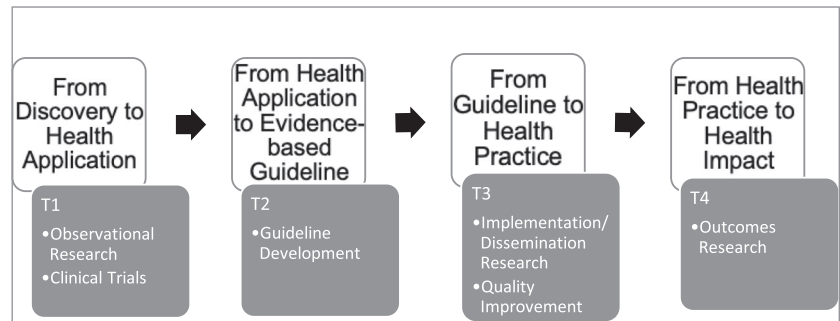 From
Discovery to
Health
Application
T1
•Observational
Research
•Clinical Trials
From Health
Application
to Evidence-
based
Guideline
T2
•Guideline
Development
From
Guideline to
Health
Practice
T3
•Implementation/
Dissemination
Research
•Quality
Improvement
From Health
Practice to
Health
Impact
T4
•Outcomes
Research